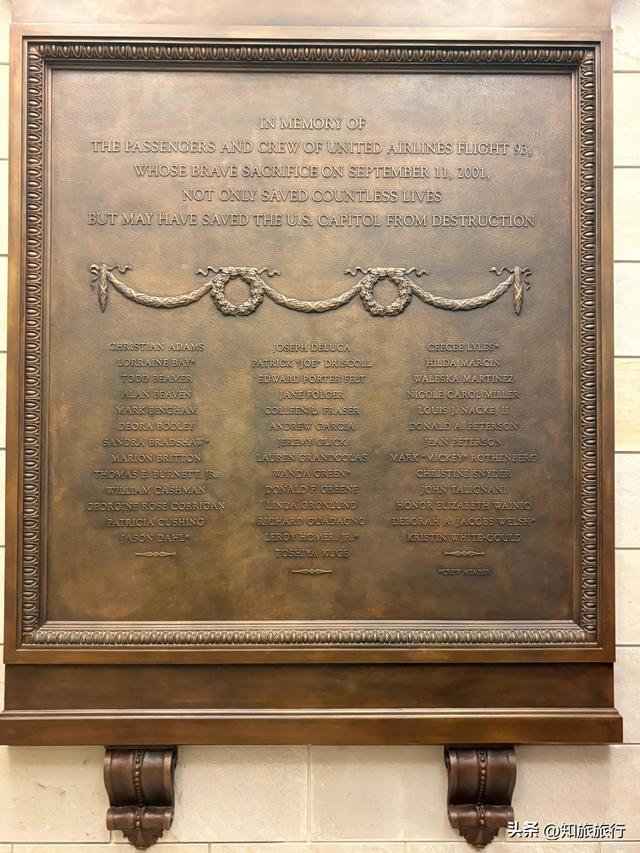 IN MEMORY OF
THE PASSENGERS AND CREW OF UNITED AIRLINES FLIGHT 93,
WHOSE BRAVE SACRIFICE ON SEPTEMBER 11, 2001,
NOT ONLY SAVED COUNTLESS LIVES
BUT MAY HAVE SAVED THE U.S. CAPITOL FROM DESTRUCTION
CHRISTIAN ADAMS
LORRAINE BAY*
TODD BEAMER
ALAN BEAVEN
MARK BINGHAM
DEORA BODLEY
SANDRA BRADSHAW*
MARION BRITTON
THOMAS E. BURNETT, JR.
WILLIAM CASHMAN
GEORGINE ROSE CORRIGAN
PATRICIA CUSHING
JASON DAHL*
JOSEPH DELUCA
PATRICK "JOE" DRISCOLL
EDWARD PORTER FELT
JANE FOLGER
COLLEEN L. FRASER
ANDREW GARCIA
JEREMY GLICK
LAUREN GRANDCOLAS
WANDA GREEN*
DONALD F. GREENE
LINDA GRONLUND
RICHARD GUADAGNO
LEROY HOMER, JR.*
TOSHIYA KUGE
CEECEE LYLES*
HILDA MARCIN
WALESKA MARTINEZ
NICOLE CAROL MILLER
LOUIS J. NACKE, II
DONALD A. PETERSON
JEAN PETERSON
MARK "MICKEY" ROTHENBERG
CHRISTINE SNYDER
JOHN TALIGNANI
HONOR ELIZABETH WAINIO
DEBORAH A. JACOBS WELSH*
KRISTIN WHITE-GOULD
*CREW MEMBER
头条 @知旅旅行